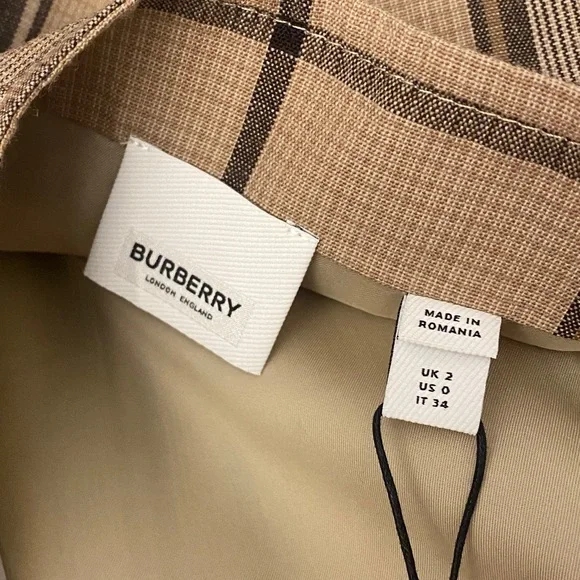 BURBERRY
LONDON ENGLAND
MADE IN
ROMANIA
UK 2
US 0
IT 34